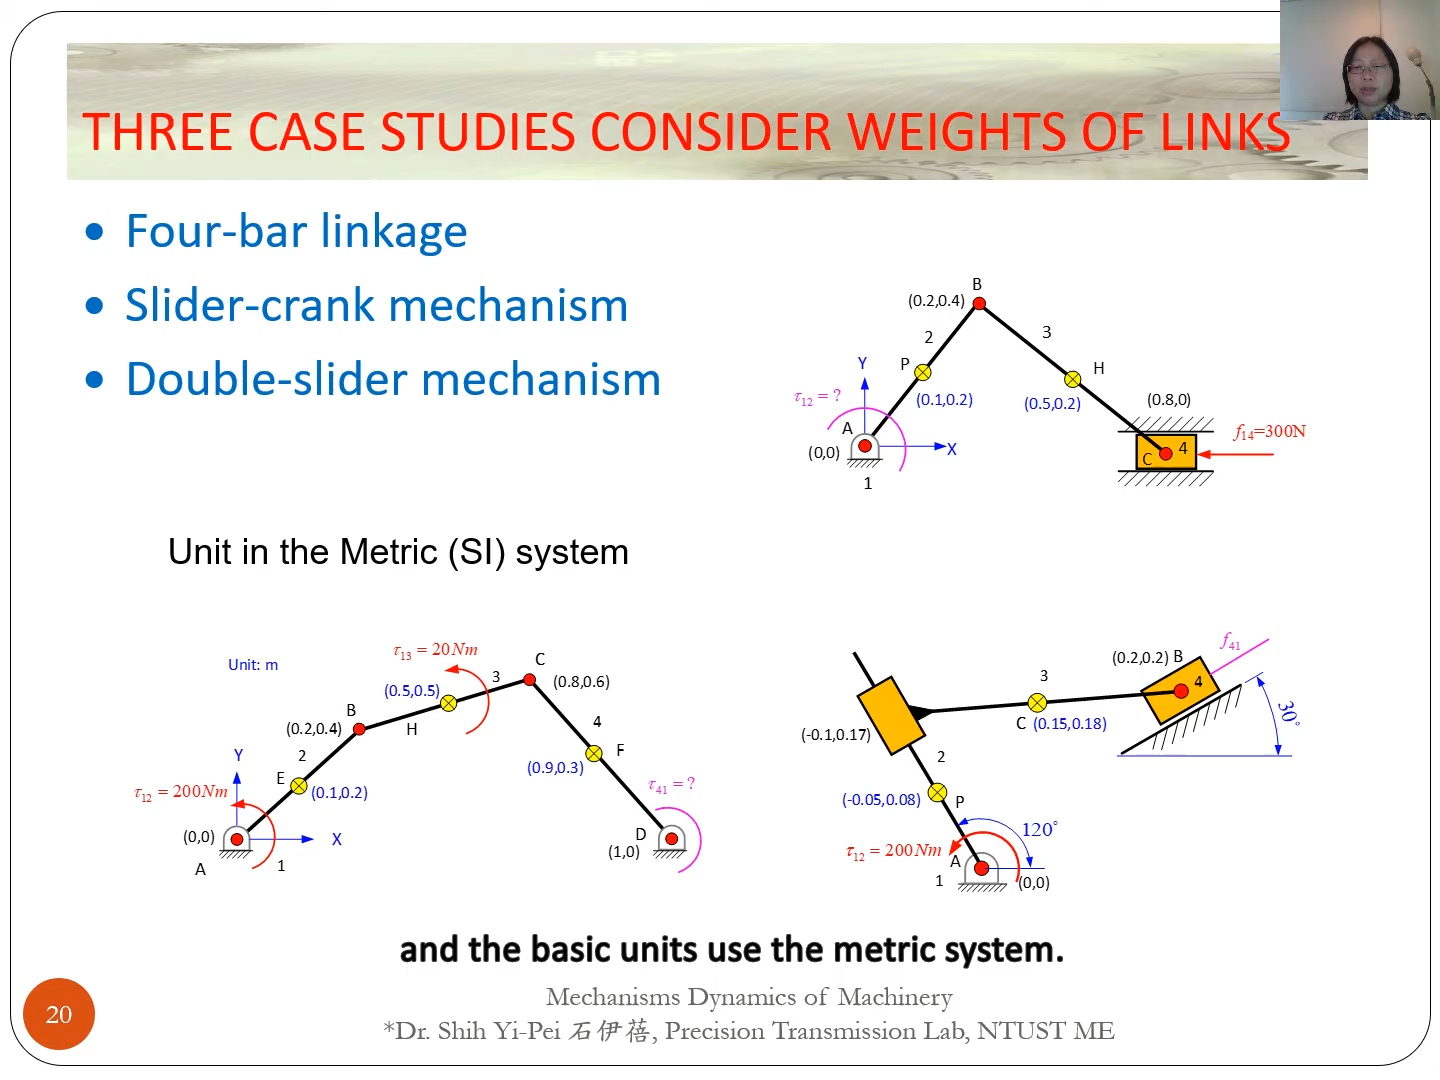 THREE CASE STUDIES CONSIDER WEIGHTS OF LINKS
• Four-bar linkage
• Slider-crank mechanism
• Double-slider mechanism
B
(0.2,0.4)
2
3
Y
P
H
τ12 = ?
(0.1,0.2)
(0.5,0.2)
(0.8,0)
A
(0,0)
X
C
4
f14=300N
1
Unit in the Metric (SI) system
Unit: m
τ13 = 20Nm
C
(0.5,0.5)
3
(0.8,0.6)
B
(0.2,0.4)
H
4
Y
2
E
F
(0.9,0.3)
τ12 = 200Nm
(0.1,0.2)
τ41 = ?
(0,0)
X
D
(1,0)
A
1
f41
(0.2,0.2) B
3
4
(-0.1,0.17)
C (0.15,0.18)
30°
2
(-0.05,0.08)
P
120°
τ12 = 200Nm
A
1
(0,0)
and the basic units use the metric system.
20
Mechanisms Dynamics of Machinery
*Dr. Shih Yi-Pei 石伊蓓, Precision Transmission Lab, NTUST ME